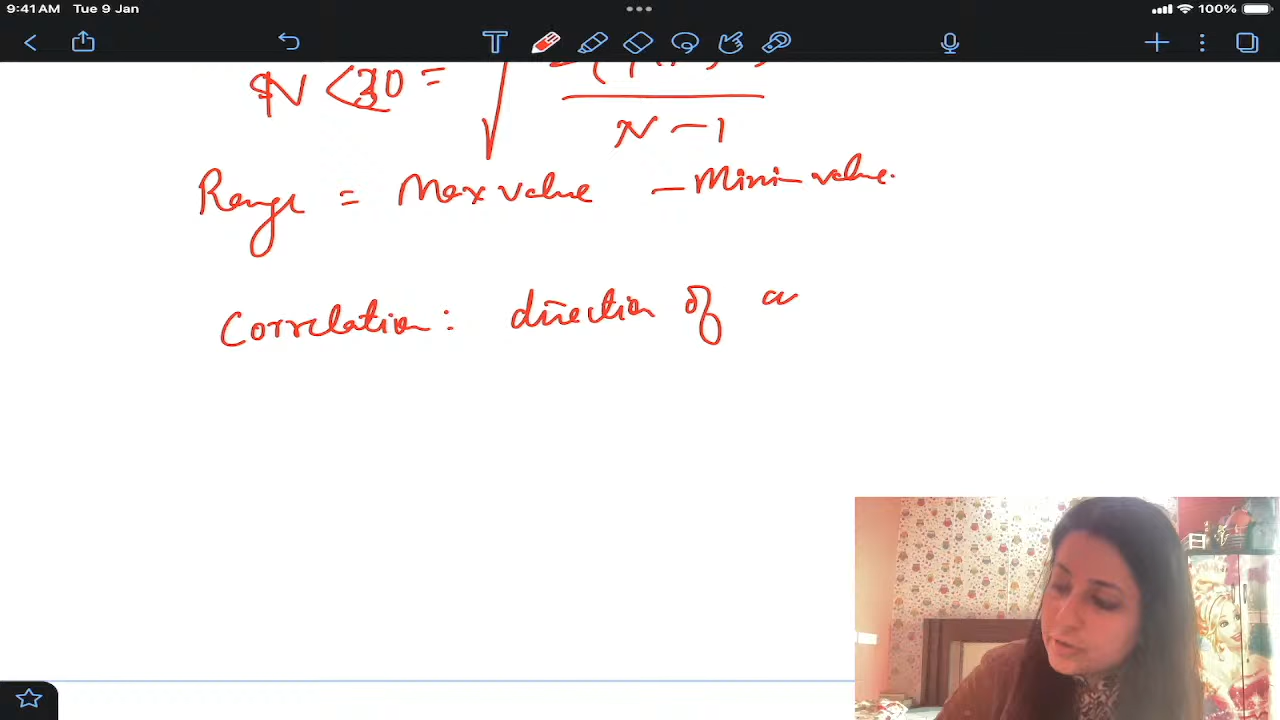 9:41 AM Tue 9 Jan 100%
T
N < 30 = √
N - 1
Range = Max value - Mini- value.
Correlation: direction of